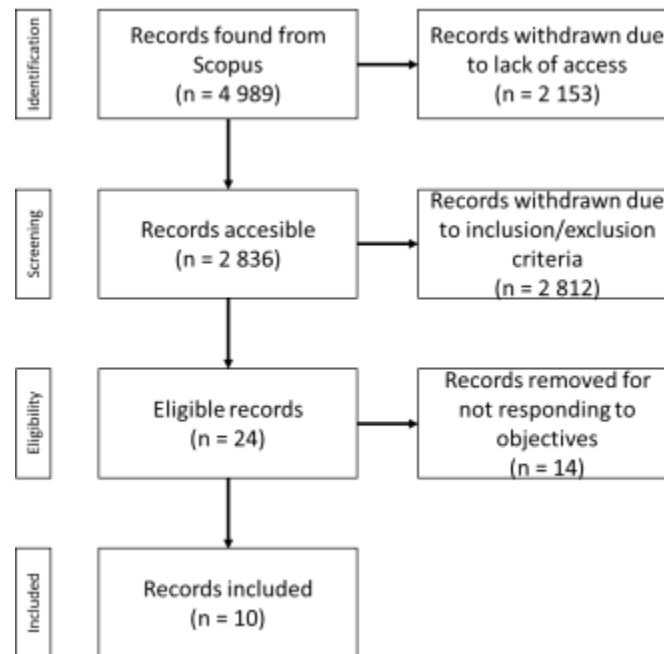 Identification
Records found from
Scopus
(n = 4 989)
Records withdrawn due
to lack of access
(n = 2 153)
Screening
Records accesible
(n = 2 836)
Records withdrawn due
to inclusion/exclusion
criteria
(n = 2 812)
Eligibility
Eligible records
(n = 24)
Records removed for
not responding to
objectives
(n = 14)
Included
Records included
(n = 10)